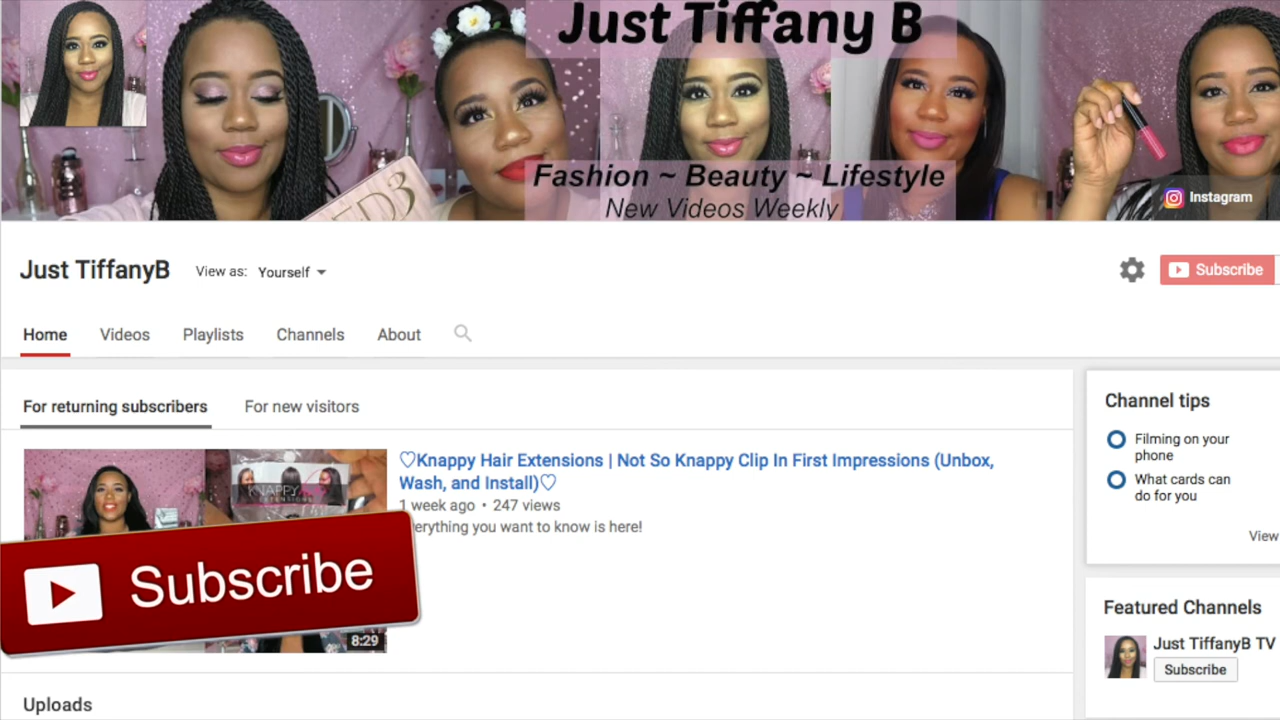 Just Tiffany B
ED3
Fashion ~ Beauty ~ Lifestyle
New Videos Weekly
Instagram
Just TiffanyB
View as: Yourself
Subscribe
Home Videos Playlists Channels About
For returning subscribers For new visitors
Channel tips
Filming on your
phone
What cards can
do for you
View
♡Knappy Hair Extensions | Not So Knappy Clip In First Impressions (Unbox,
Wash, and Install)♡
1 week ago • 247 views
erything you want to know is here!
KNAPPY
EXTENSIONS
Subscribe
8:29
Featured Channels
Just TiffanyB TV
Subscribe
Uploads